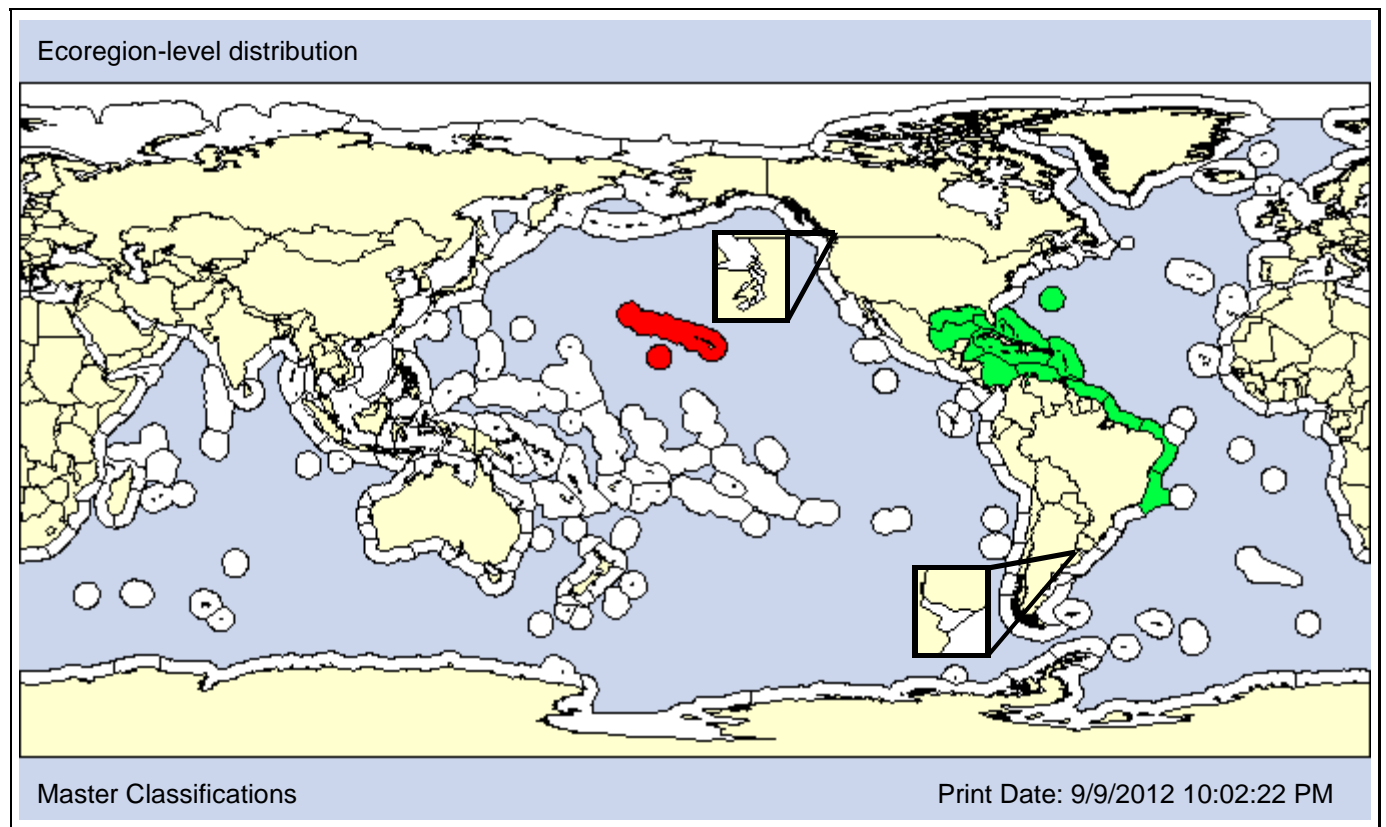 Ecoregion-level distribution
Master Classifications
Print Date: 9/9/2012 10:02:22 PM